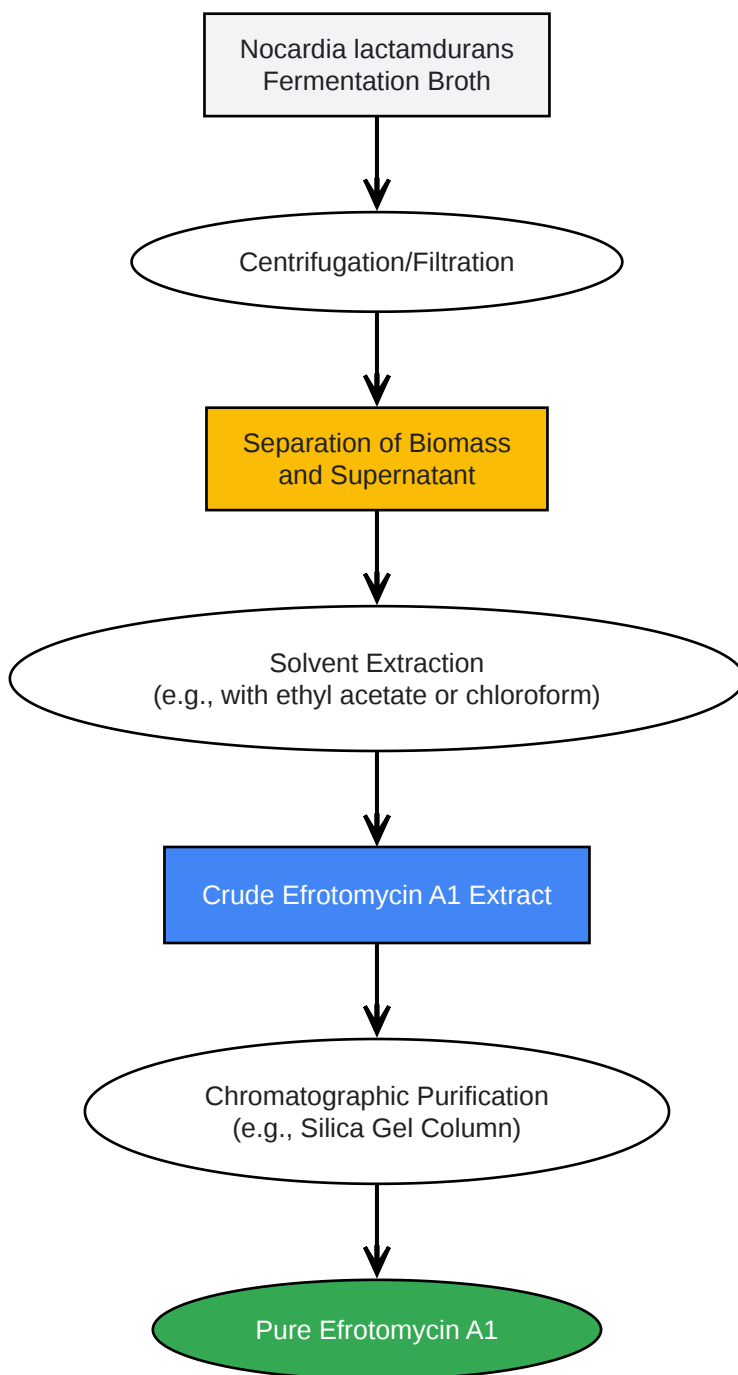 Nocardia lactamdurans
Fermentation Broth
Centrifugation/Filtration
Separation of Biomass
and Supernatant
Solvent Extraction
(e.g., with ethyl acetate or chloroform)
Crude Efrotomycin A1 Extract
Chromatographic Purification
(e.g., Silica Gel Column)
Pure Efrotomycin A1